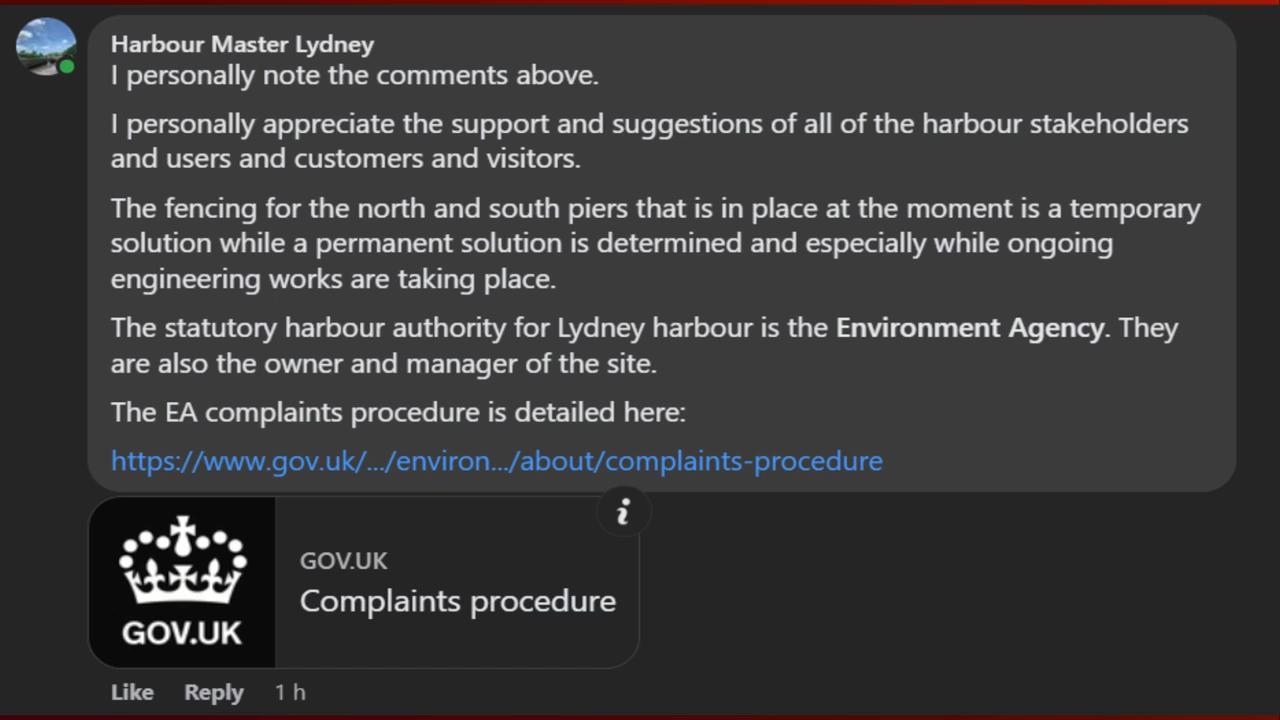 Harbour Master Lydney
I personally note the comments above.
I personally appreciate the support and suggestions of all of the harbour stakeholders
and users and customers and visitors.
The fencing for the north and south piers that is in place at the moment is a temporary
solution while a permanent solution is determined and especially while ongoing
engineering works are taking place.
The statutory harbour authority for Lydney harbour is the Environment Agency. They
are also the owner and manager of the site.
The EA complaints procedure is detailed here:
https://www.gov.uk/.../environ.../about/complaints-procedure
i
GOV.UK
GOV.UK
Complaints procedure
Like Reply 1 h